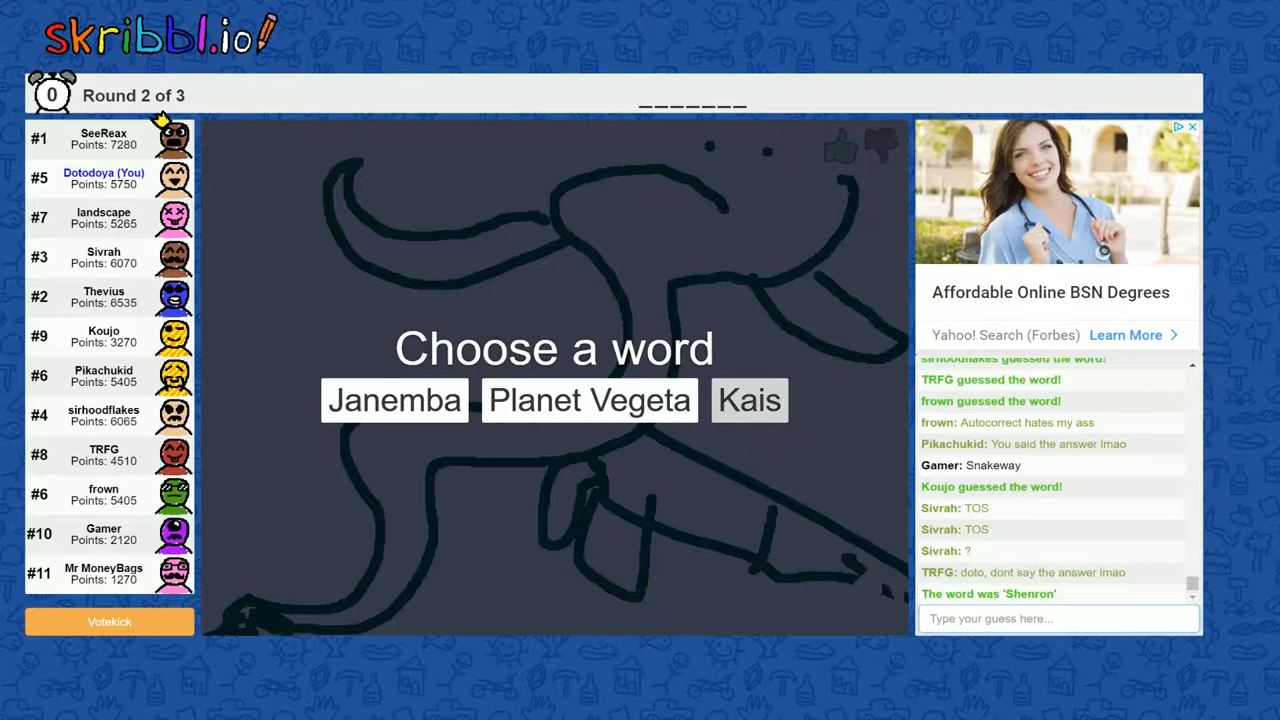 skribbl.io!
0
Round 2 of 3
_______
#1
SeeReax
Points: 7280
#5
Dotodoya (You)
Points: 5750
#7
landscape
Points: 5265
#3
Sivrah
Points: 6070
#2
Thevius
Points: 6535
#9
Koujo
Points: 3270
#6
Pikachukid
Points: 5405
#4
sirhoodflakes
Points: 6065
#8
TRFG
Points: 4510
#6
frown
Points: 5405
#10
Gamer
Points: 2120
#11
Mr MoneyBags
Points: 1270
Votekick
Choose a word
Janemba
Planet Vegeta
Kais
Affordable Online BSN Degrees
Yahoo! Search (Forbes)
Learn More
sirhoodflakes guessed the word!
TRFG guessed the word!
frown guessed the word!
frown: Autocorrect hates my ass
Pikachukid: You said the answer lmao
Gamer: Snakeway
Koujo guessed the word!
Sivrah: TOS
Sivrah: TOS
Sivrah: ?
TRFG: doto, dont say the answer lmao
The word was 'Shenron'
Type your guess here...